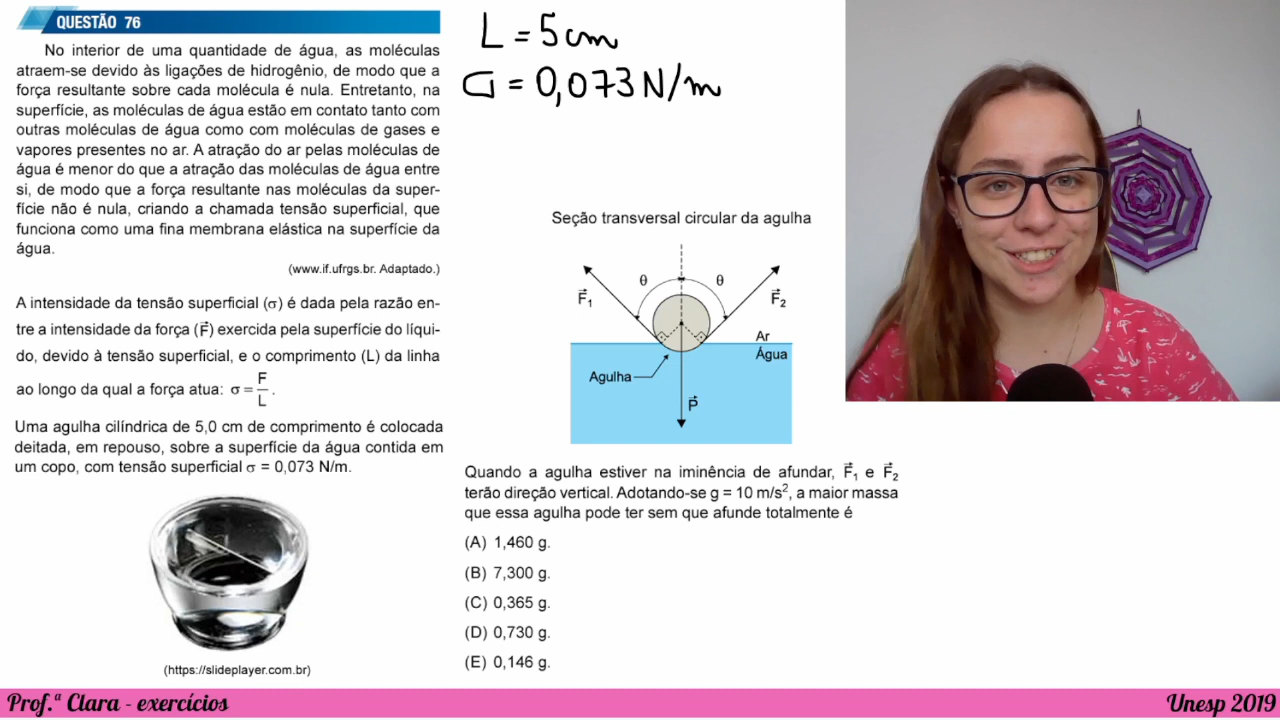 QUESTÃO 76
No interior de uma quantidade de água, as moléculas
atraem-se devido às ligações de hidrogênio, de modo que a
força resultante sobre cada molécula é nula. Entretanto, na
superfície, as moléculas de água estão em contato tanto com
outras moléculas de água como com moléculas de gases e
vapores presentes no ar. A atração do ar pelas moléculas de
água é menor do que a atração das moléculas de água entre
si, de modo que a força resultante nas moléculas da super-
fície não é nula, criando a chamada tensão superficial, que
funciona como uma fina membrana elástica na superfície da
água.
(www.if.ufrgs.br. Adaptado.)
A intensidade da tensão superficial (σ) é dada pela razão en-
tre a intensidade da força (F⃗) exercida pela superfície do líqui-
do, devido à tensão superficial, e o comprimento (L) da linha
ao longo da qual a força atua: σ = F/L.
Uma agulha cilíndrica de 5,0 cm de comprimento é colocada
deitada, em repouso, sobre a superfície da água contida em
um copo, com tensão superficial σ = 0,073 N/m.
(https://slideplayer.com.br)
L = 5 cm
σ = 0,073 N/m
Seção transversal circular da agulha
θ θ
F⃗₁ F⃗₂
Ar
Água
Agulha
P⃗
Quando a agulha estiver na iminência de afundar, F⃗₁ e F⃗₂
terão direção vertical. Adotando-se g = 10 m/s², a maior massa
que essa agulha pode ter sem que afunde totalmente é
(A) 1,460 g.
(B) 7,300 g.
(C) 0,365 g.
(D) 0,730 g.
(E) 0,146 g.
Prof.ª Clara - exercícios
Unesp 2019